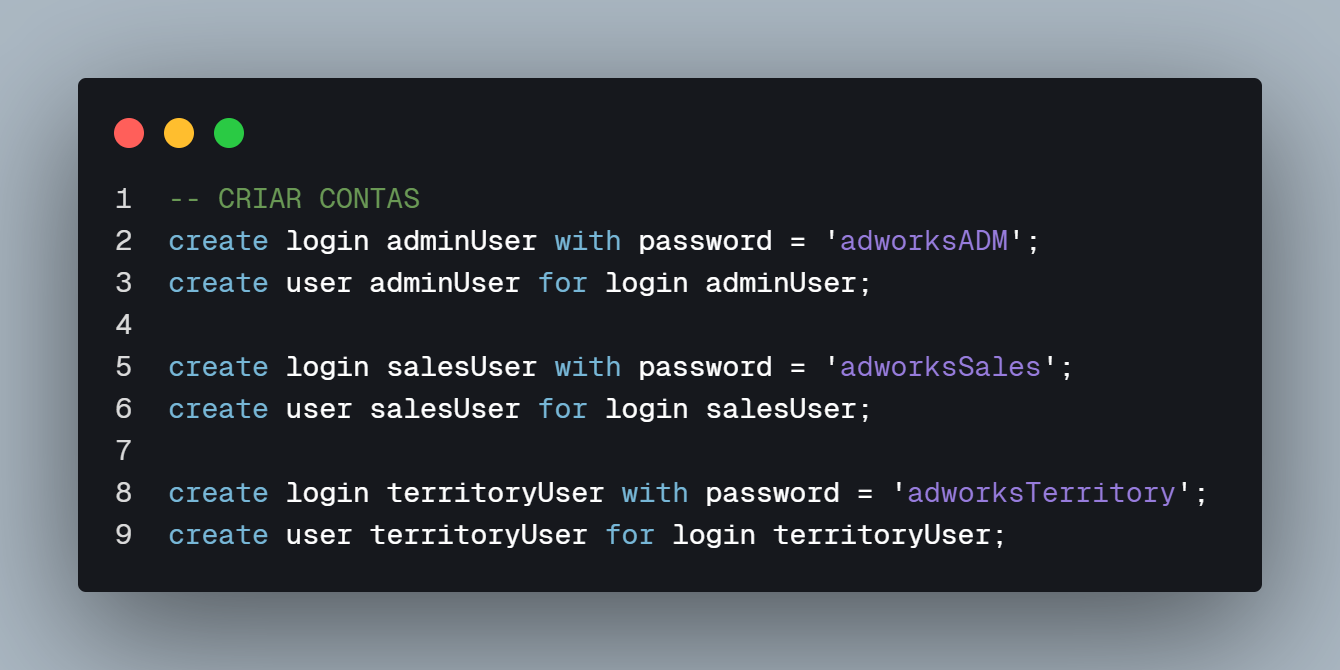 1 -- CRIAR CONTAS
2 create login adminUser with password = 'adworksADM';
3 create user adminUser for login adminUser;
4
5 create login salesUser with password = 'adworksSales';
6 create user salesUser for login salesUser;
7
8 create login territoryUser with password = 'adworksTerritory';
9 create user territoryUser for login territoryUser;